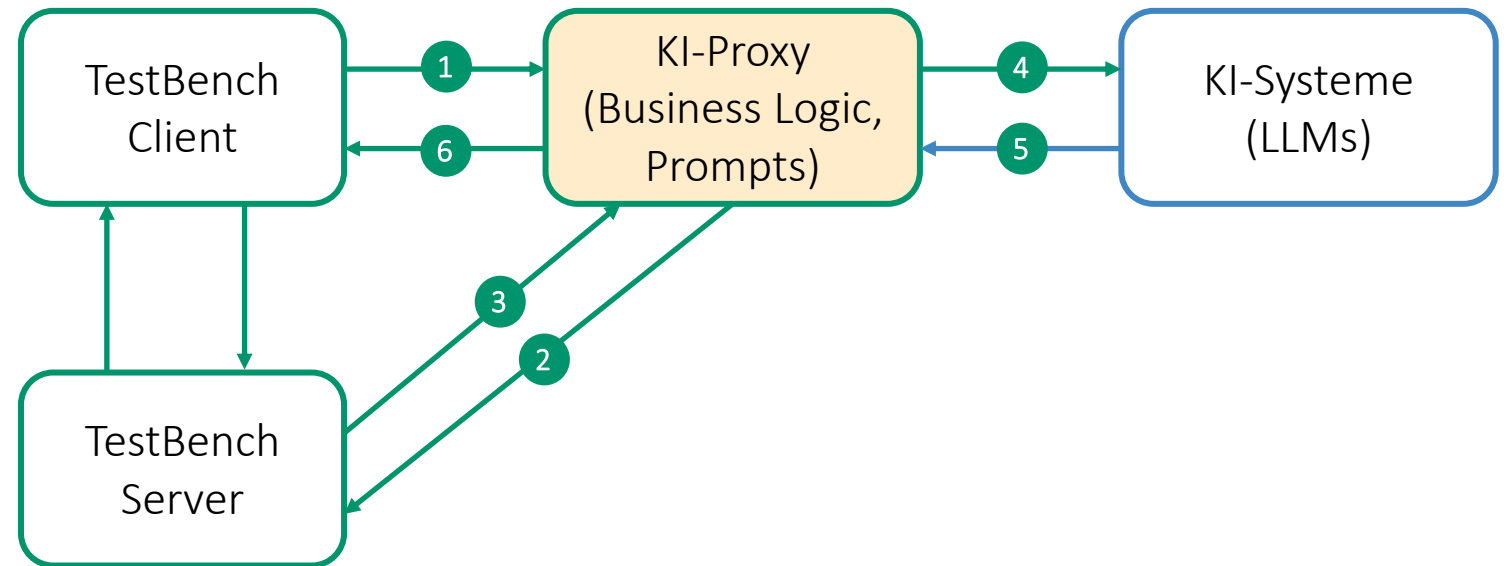 TestBench
Client
1
6
KI-Proxy
(Business Logic,
Prompts)
4
5
KI-Systeme
(LLMs)
3
2
TestBench
Server